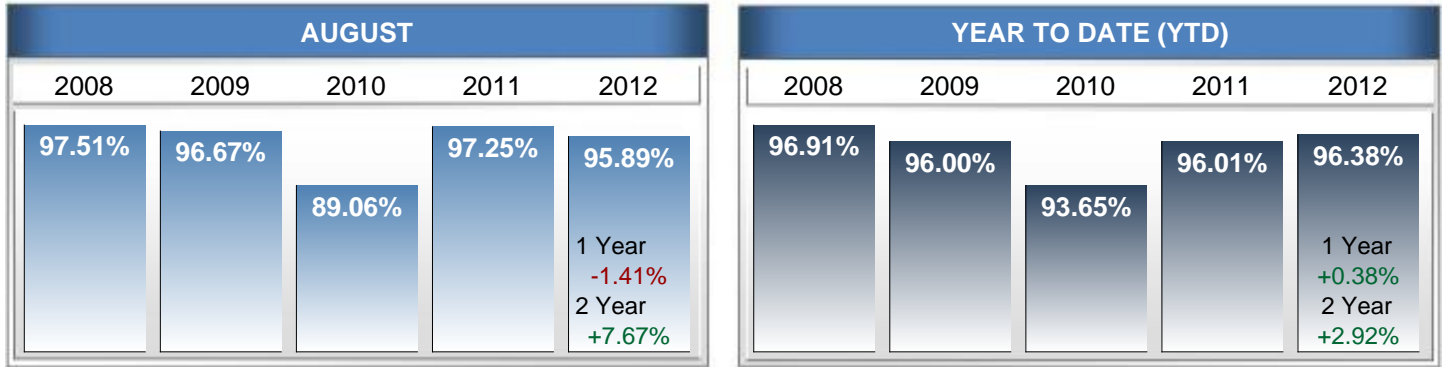 AUGUST
2008 2009 2010 2011 2012
97.51% 96.67% 89.06% 97.25% 95.89%
1 Year
-1.41%
2 Year
+7.67%
YEAR TO DATE (YTD)
2008 2009 2010 2011 2012
96.91% 96.00% 93.65% 96.01% 96.38%
1 Year
+0.38%
2 Year
+2.92%